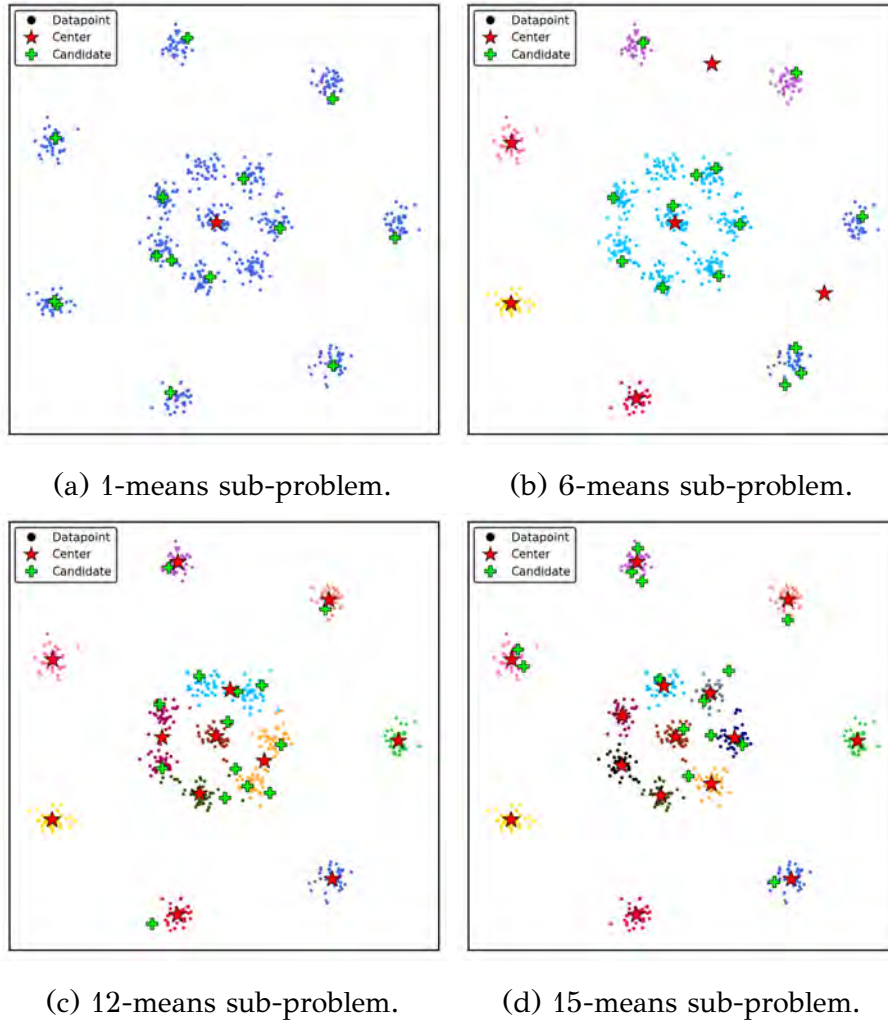 Datapoint
Center
Candidate
Datapoint
Center
Candidate
(a) 1-means sub-problem.
(b) 6-means sub-problem.
Datapoint
Center
Candidate
Datapoint
Center
Candidate
(c) 12-means sub-problem.
(d) 15-means sub-problem.